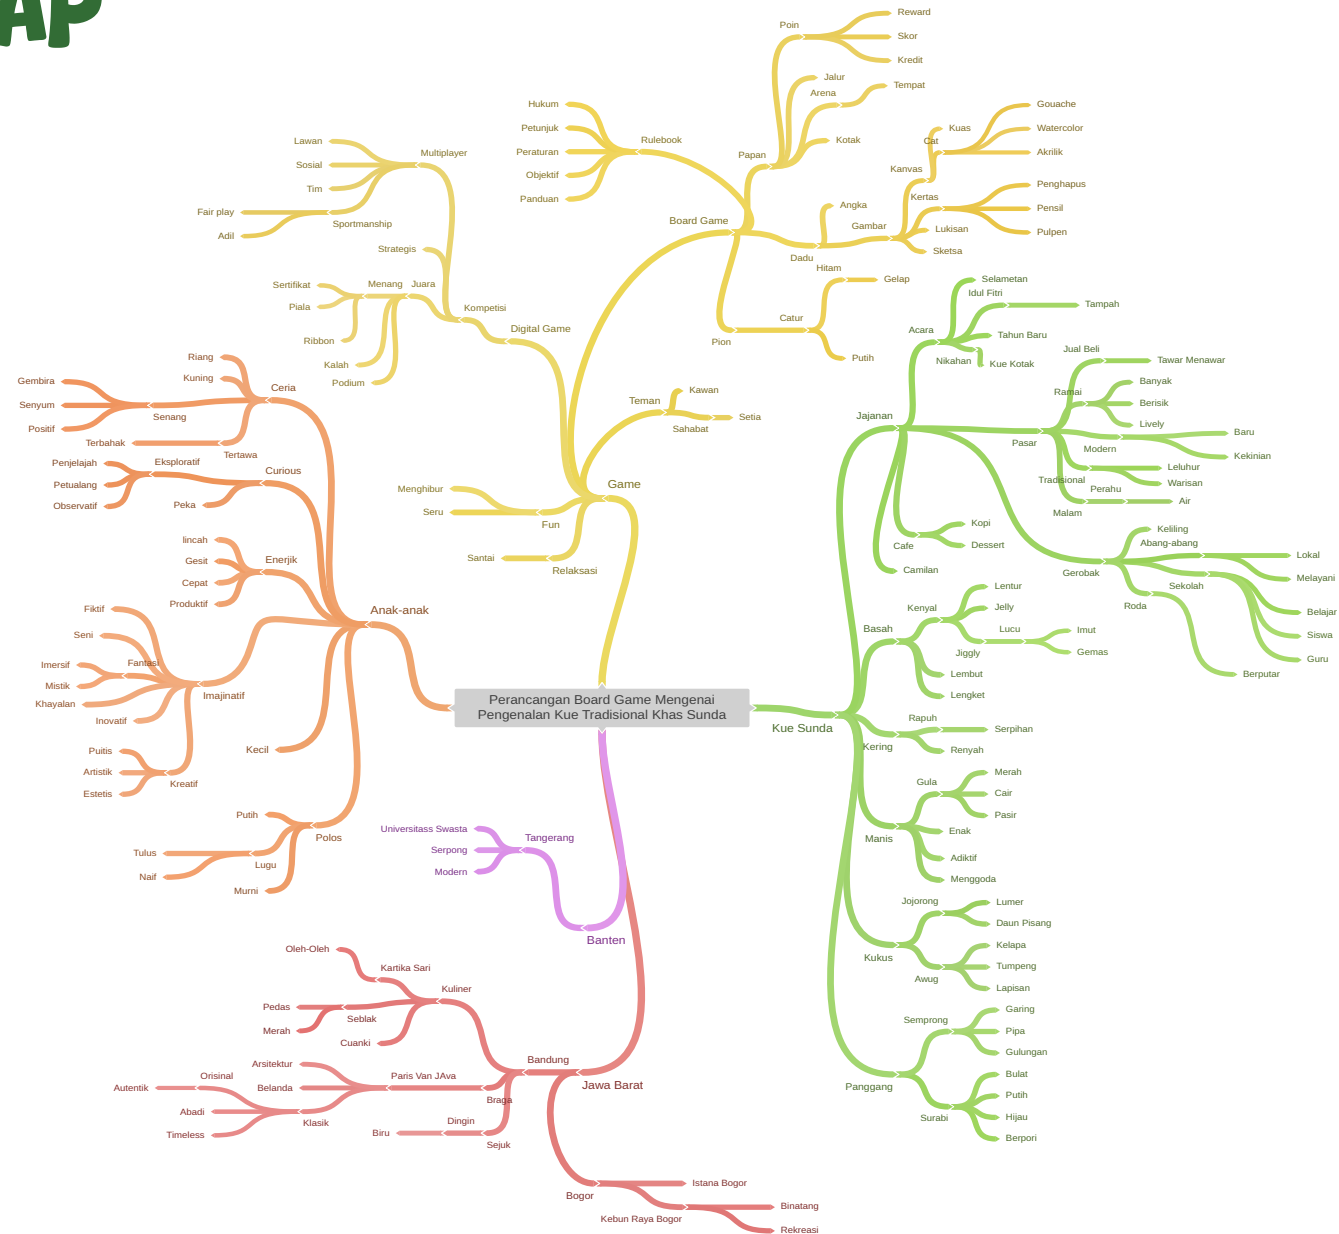 AP
Perancangan Board Game Mengenai
Pengenalan Kue Tradisional Khas Sunda
Game
Board Game
Rulebook
Hukum
Petunjuk
Peraturan
Objektif
Panduan
Papan
Poin
Reward
Skor
Kredit
Jalur
Arena
Tempat
Kotak
Dadu
Angka
Gambar
Kanvas
Cat
Kuas
Gouache
Watercolor
Akrilik
Kertas
Penghapus
Pensil
Pulpen
Lukisan
Sketsa
Pion
Catur
Hitam
Gelap
Putih
Digital Game
Kompetisi
Multiplayer
Lawan
Sosial
Tim
Sportmanship
Fair play
Adil
Strategis
Juara
Menang
Sertifikat
Piala
Ribbon
Kalah
Podium
Teman
Kawan
Sahabat
Setia
Fun
Menghibur
Seru
Relaksasi
Santai
Kue Sunda
Jajanan
Acara
Selametan
Idul Fitri
Tampah
Tahun Baru
Nikahan
Kue Kotak
Pasar
Jual Beli
Tawar Menawar
Ramai
Banyak
Berisik
Lively
Modern
Baru
Kekinian
Tradisional
Leluhur
Warisan
Malam
Perahu
Air
Gerobak
Keliling
Abang-abang
Lokal
Melayani
Sekolah
Belajar
Siswa
Guru
Roda
Berputar
Cafe
Kopi
Dessert
Camilan
Basah
Kenyal
Lentur
Jelly
Jiggly
Lucu
Imut
Gemas
Lembut
Lengket
Kering
Rapuh
Serpihan
Renyah
Manis
Gula
Merah
Cair
Pasir
Enak
Adiktif
Menggoda
Kukus
Jojorong
Lumer
Daun Pisang
Awug
Kelapa
Tumpeng
Lapisan
Panggang
Semprong
Garing
Pipa
Gulungan
Surabi
Bulat
Putih
Hijau
Berpori
Anak-anak
Ceria
Riang
Kuning
Senang
Gembira
Senyum
Positif
Tertawa
Terbahak
Curious
Eksploratif
Penjelajah
Petualang
Observatif
Peka
Enerjik
lincah
Gesit
Cepat
Produktif
Imajinatif
Fiktif
Seni
Fantasi
Imersif
Mistik
Khayalan
Inovatif
Kreatif
Puitis
Artistik
Estetis
Kecil
Polos
Putih
Lugu
Tulus
Naif
Murni
Banten
Tangerang
Universitass Swasta
Serpong
Modern
Jawa Barat
Bandung
Kuliner
Kartika Sari
Oleh-Oleh
Seblak
Pedas
Merah
Cuanki
Braga
Paris Van JAva
Arsitektur
Belanda
Klasik
Orisinal
Autentik
Abadi
Timeless
Sejuk
Dingin
Biru
Bogor
Istana Bogor
Kebun Raya Bogor
Binatang
Rekreasi